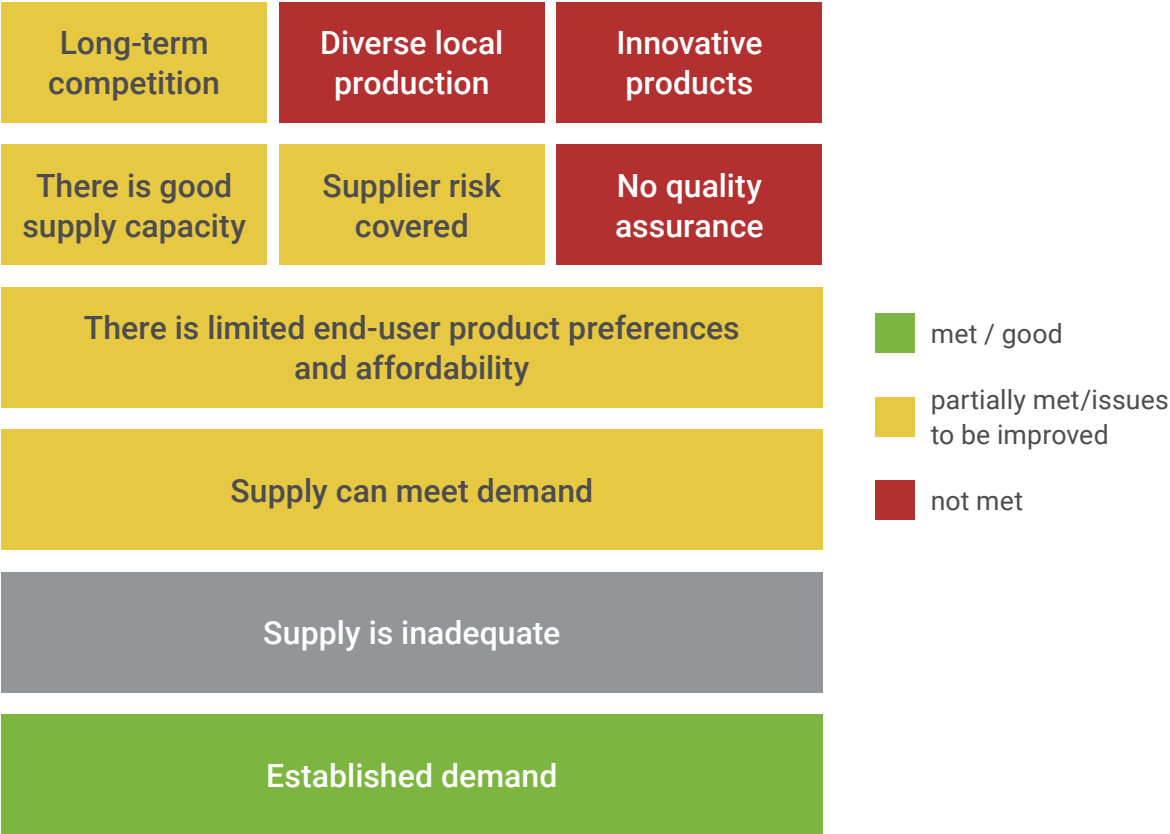 Long-term
competition
Diverse local
production
Innovative
products
There is good
supply capacity
Supplier risk
covered
No quality
assurance
There is limited end-user product preferences
and affordability
Supply can meet demand
Supply is inadequate
Established demand
met / good
partially met/issues
to be improved
not met